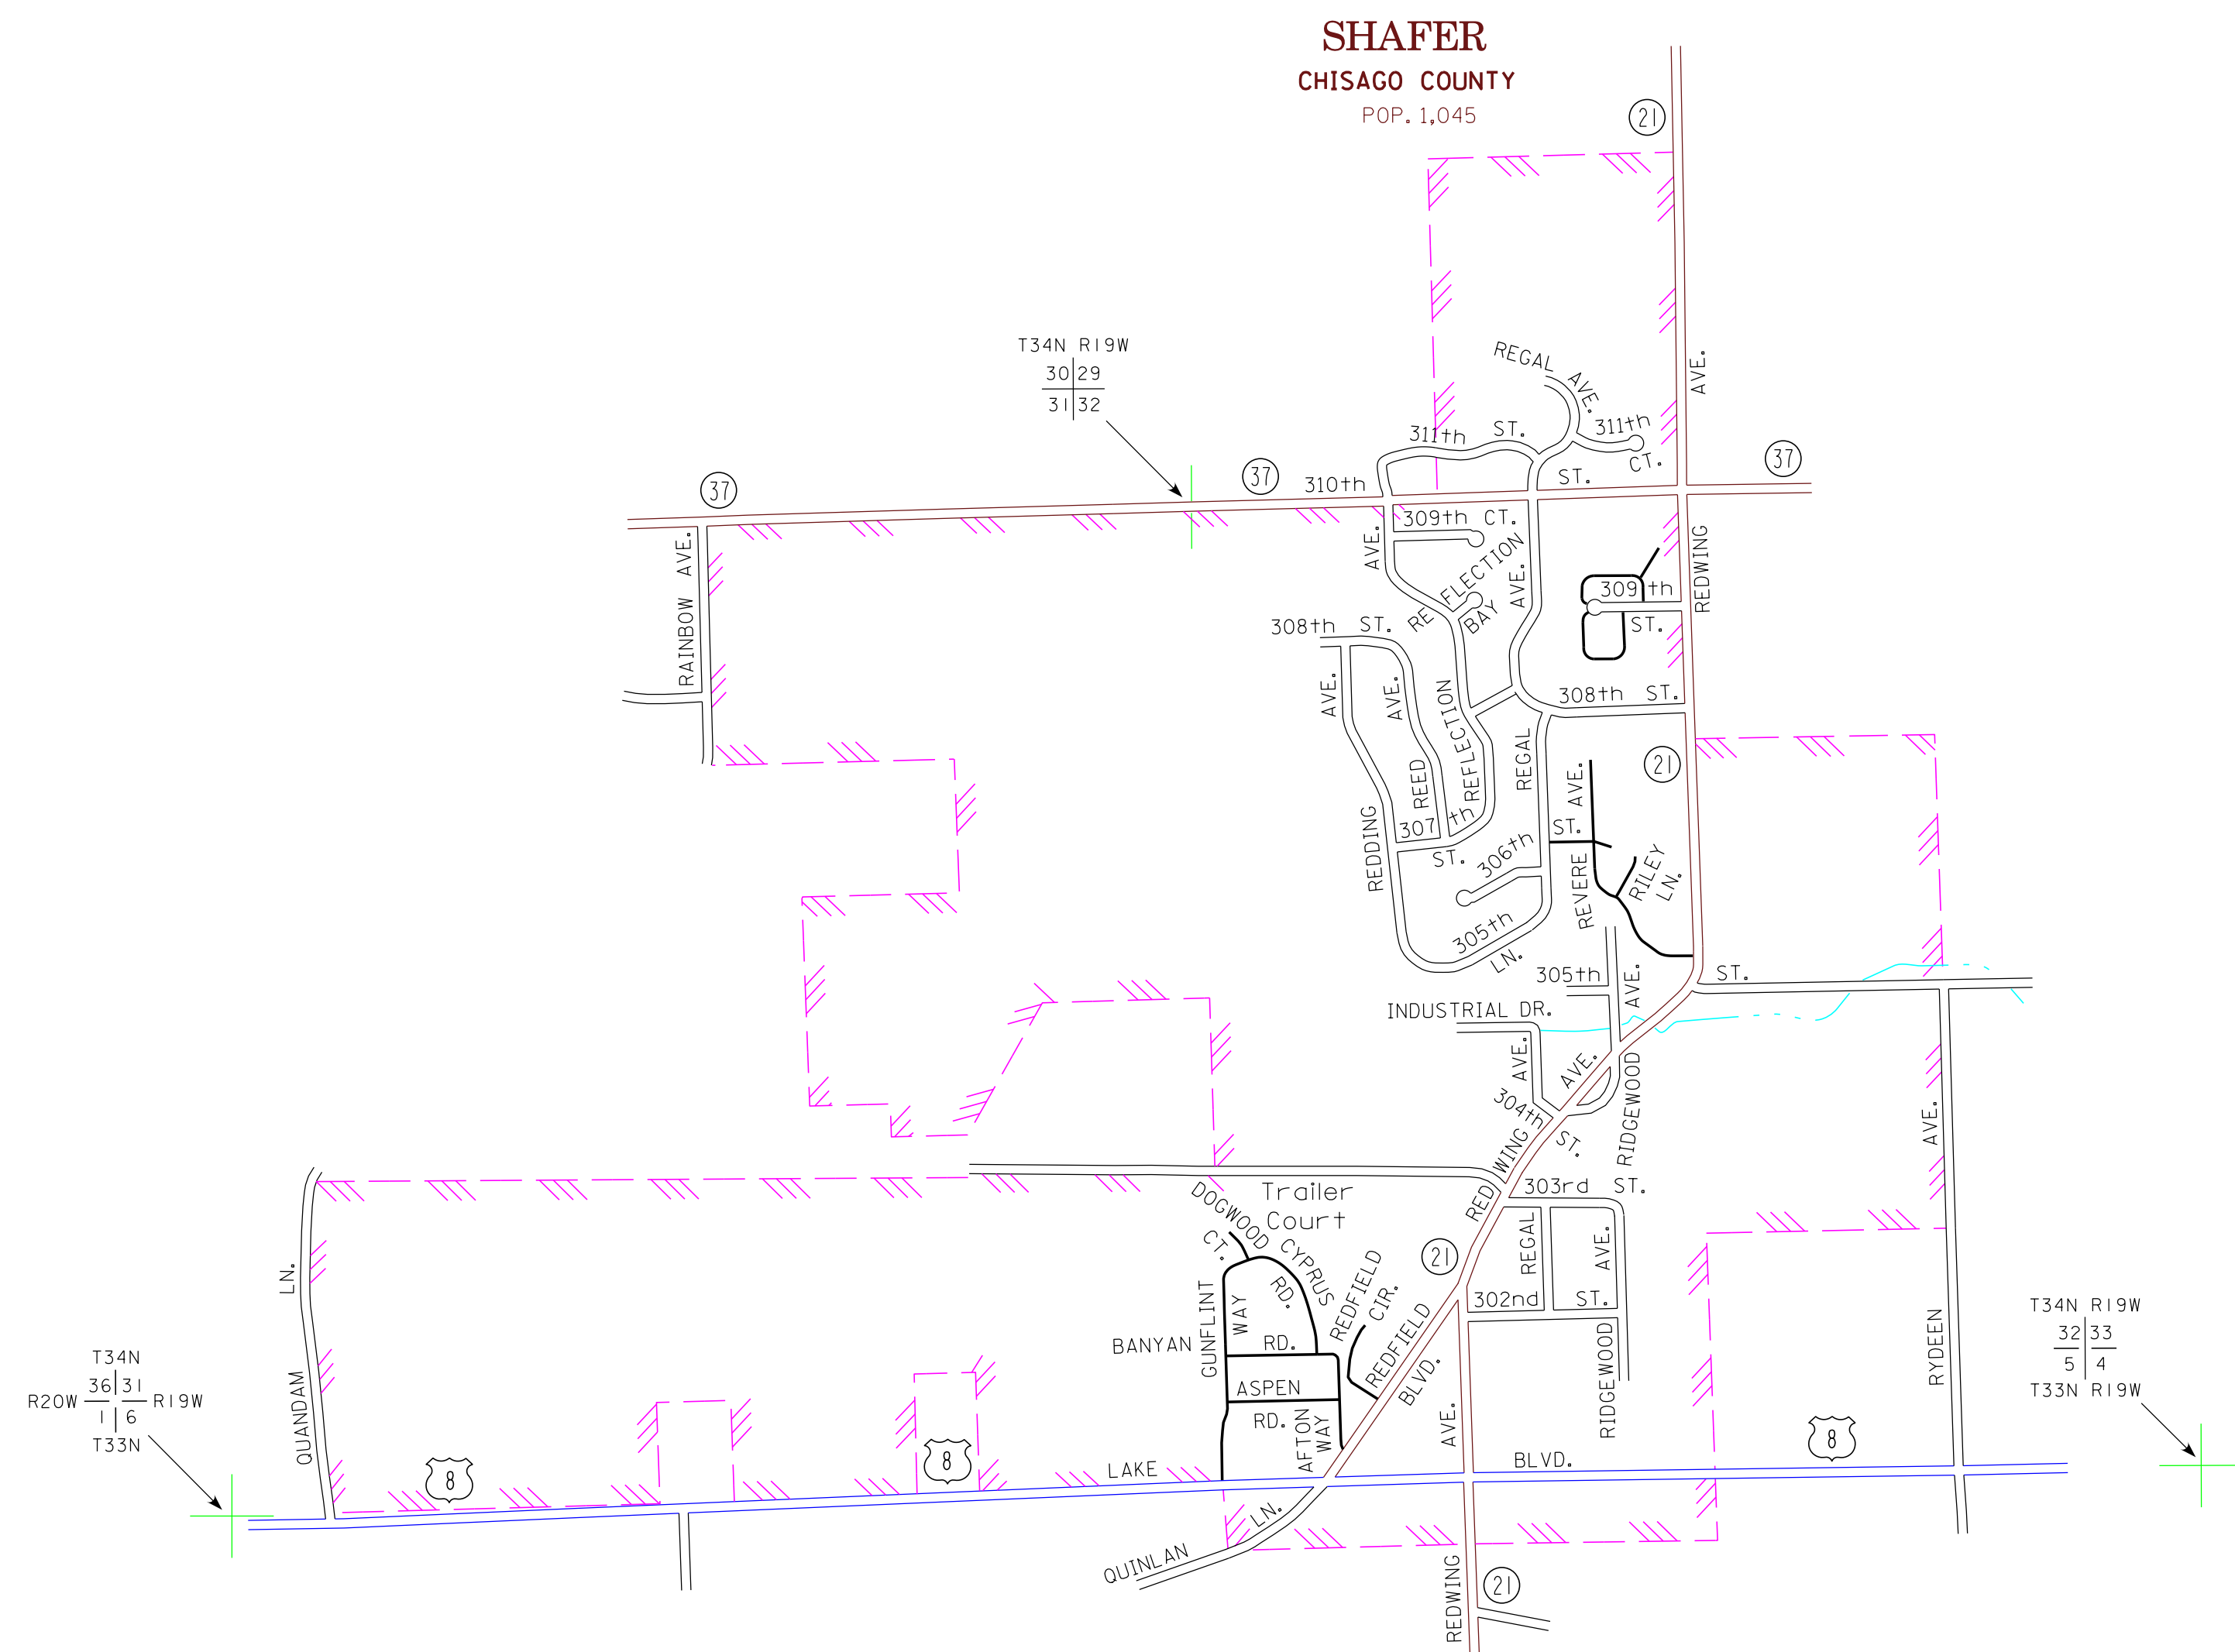 SHAFER
CHISAGO COUNTY
POP. 1,045
21
AVE.
T34N R19W
30 29
31 32
REGAL AVE.
311th ST.
311th CT.
37
37
310th ST.
37
309th CT.
AVE.
RAINBOW AVE.
REFLECTION BAY
AVE.
REDWING
309 th
ST.
308th ST.
308th ST.
AVE.
AVE.
REFLECTION
REED
REGAL
21
AVE.
ST.
307 th
ST.
306th
REDDING
REVERE
RILEY LN.
305th LN.
305th
AVE.
ST.
INDUSTRIAL DR.
AVE.
AVE.
304th ST.
RIDGEWOOD
WING
RED
303rd ST.
AVE.
Trailer
Court
DOGWOOD
CT.
CYPRUS
RD.
REDFIELD
CIR.
21
REGAL
AVE.
302nd ST.
LN.
GUNFLINT
WAY
BANYAN RD.
REDFIELD
BLVD.
RIDGEWOOD
RYDEEN
T34N R19W
32 33
5 4
T33N R19W
T34N
36 31
R20W R19W
1 6
T33N
ASPEN
RD.
AFTON
WAY
AVE.
QUANDAM
8
8
8
LAKE BLVD.
QUINLAN LN.
REDWING
21